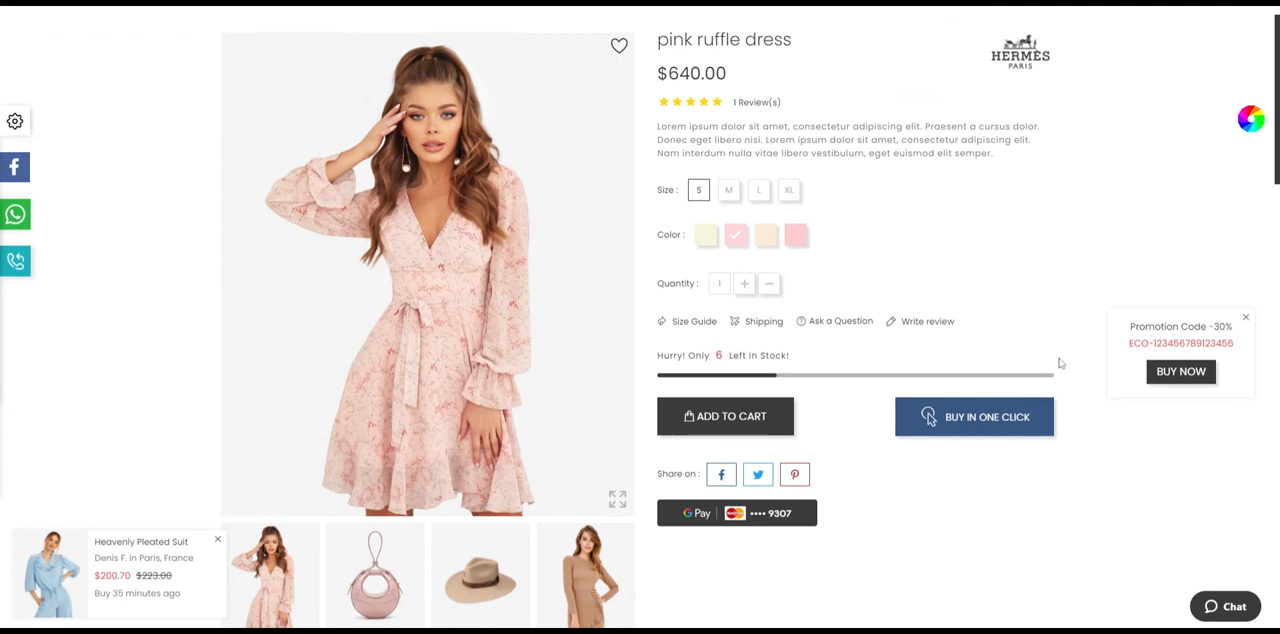 pink ruffle dress
HERMÈS
PARIS
$640.00
1 Review(s)
Lorem ipsum dolor sit amet, consectetur adipiscing elit. Praesent a cursus dolor.
Donec eget libero nisi. Lorem ipsum dolor sit amet, consectetur adipiscing elit.
Nam interdum nulla vitae libero vestibulum, eget euismod elit semper.
Size : S M L XL
Color :
Quantity : 1 + −
Size Guide Shipping Ask a Question Write review
Hurry! Only 6 Left in Stock!
ADD TO CART BUY IN ONE CLICK
Share on :
G Pay | •••• 9307
Promotion Code -30%
ECO-123456789123456
BUY NOW
Heavenly Pleated Suit
Denis F. in Paris, France
$200.70 $223.00
Buy 35 minutes ago
Chat